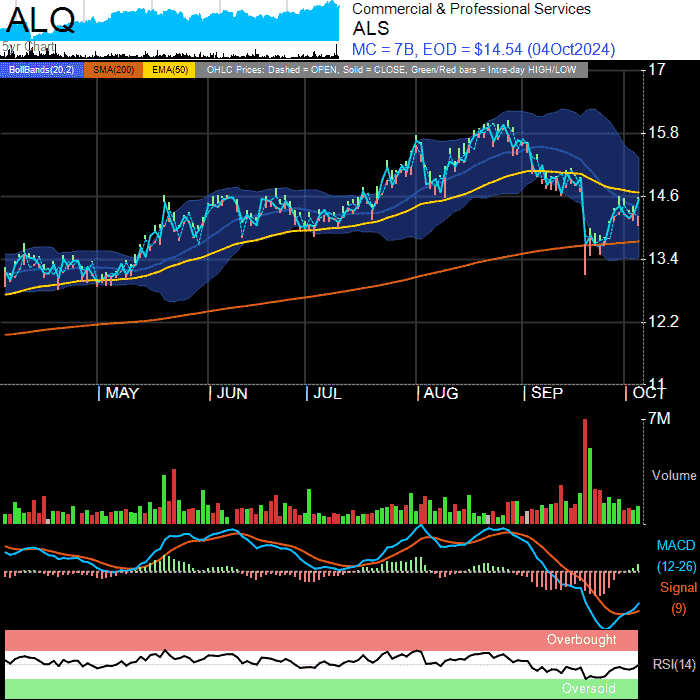 ALQ
5yr Chart
Commercial & Professional Services
ALS
MC = 7B, EOD = $14.54 (04Oct2024)
BollBands(20,2) SMA(200) EMA(50) OHLC Prices: Dashed = OPEN, Solid = CLOSE, Green/Red bars = Intra-day HIGH/LOW
17
15.8
14.6
13.4
12.2
11
MAY JUN JUL AUG SEP OCT
7M
Volume
MACD
(12-26)
Signal
(9)
Overbought
RSI(14)
Oversold